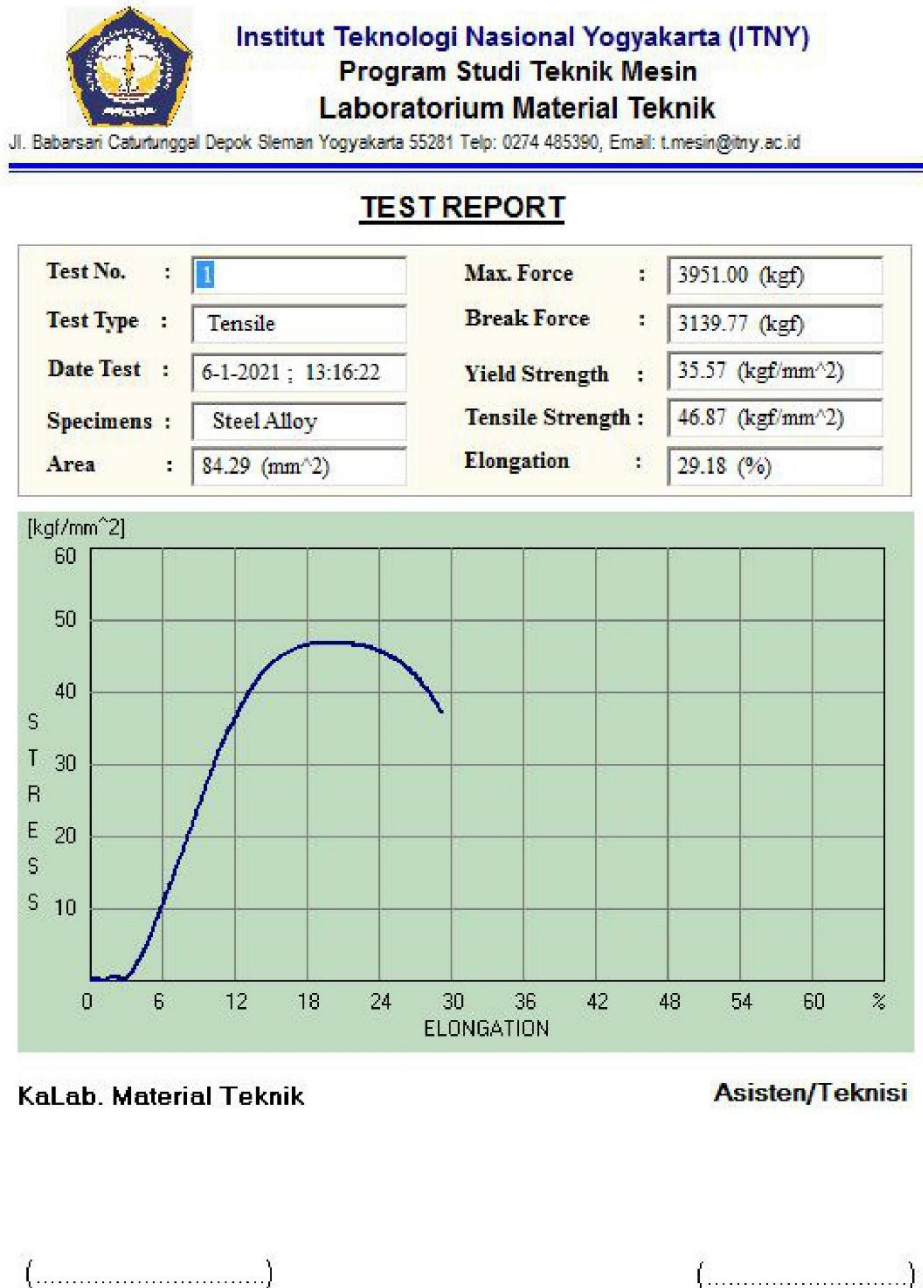 Institut Teknologi Nasional Yogyakarta (ITNY)
Program Studi Teknik Mesin
Laboratorium Material Teknik
Jl. Babarsari Caturtunggal Depok Sleman Yogyakarta 55281 Telp: 0274 485390, Email: t.mesin@itny.ac.id
TEST REPORT
Test No. : 1
Test Type : Tensile
Date Test : 6-1-2021 ; 13:16:22
Specimens : Steel Alloy
Area : 84.29 (mm^2)
Max. Force : 3951.00 (kgf)
Break Force : 3139.77 (kgf)
Yield Strength : 35.57 (kgf/mm^2)
Tensile Strength : 46.87 (kgf/mm^2)
Elongation : 29.18 (%)
[kgf/mm^2]
60
50
40
30
20
10
STRESS
0 6 12 18 24 30 36 42 48 54 60 %
ELONGATION
KaLab. Material Teknik
Asisten/Teknisi
(.............................)
(.........................)